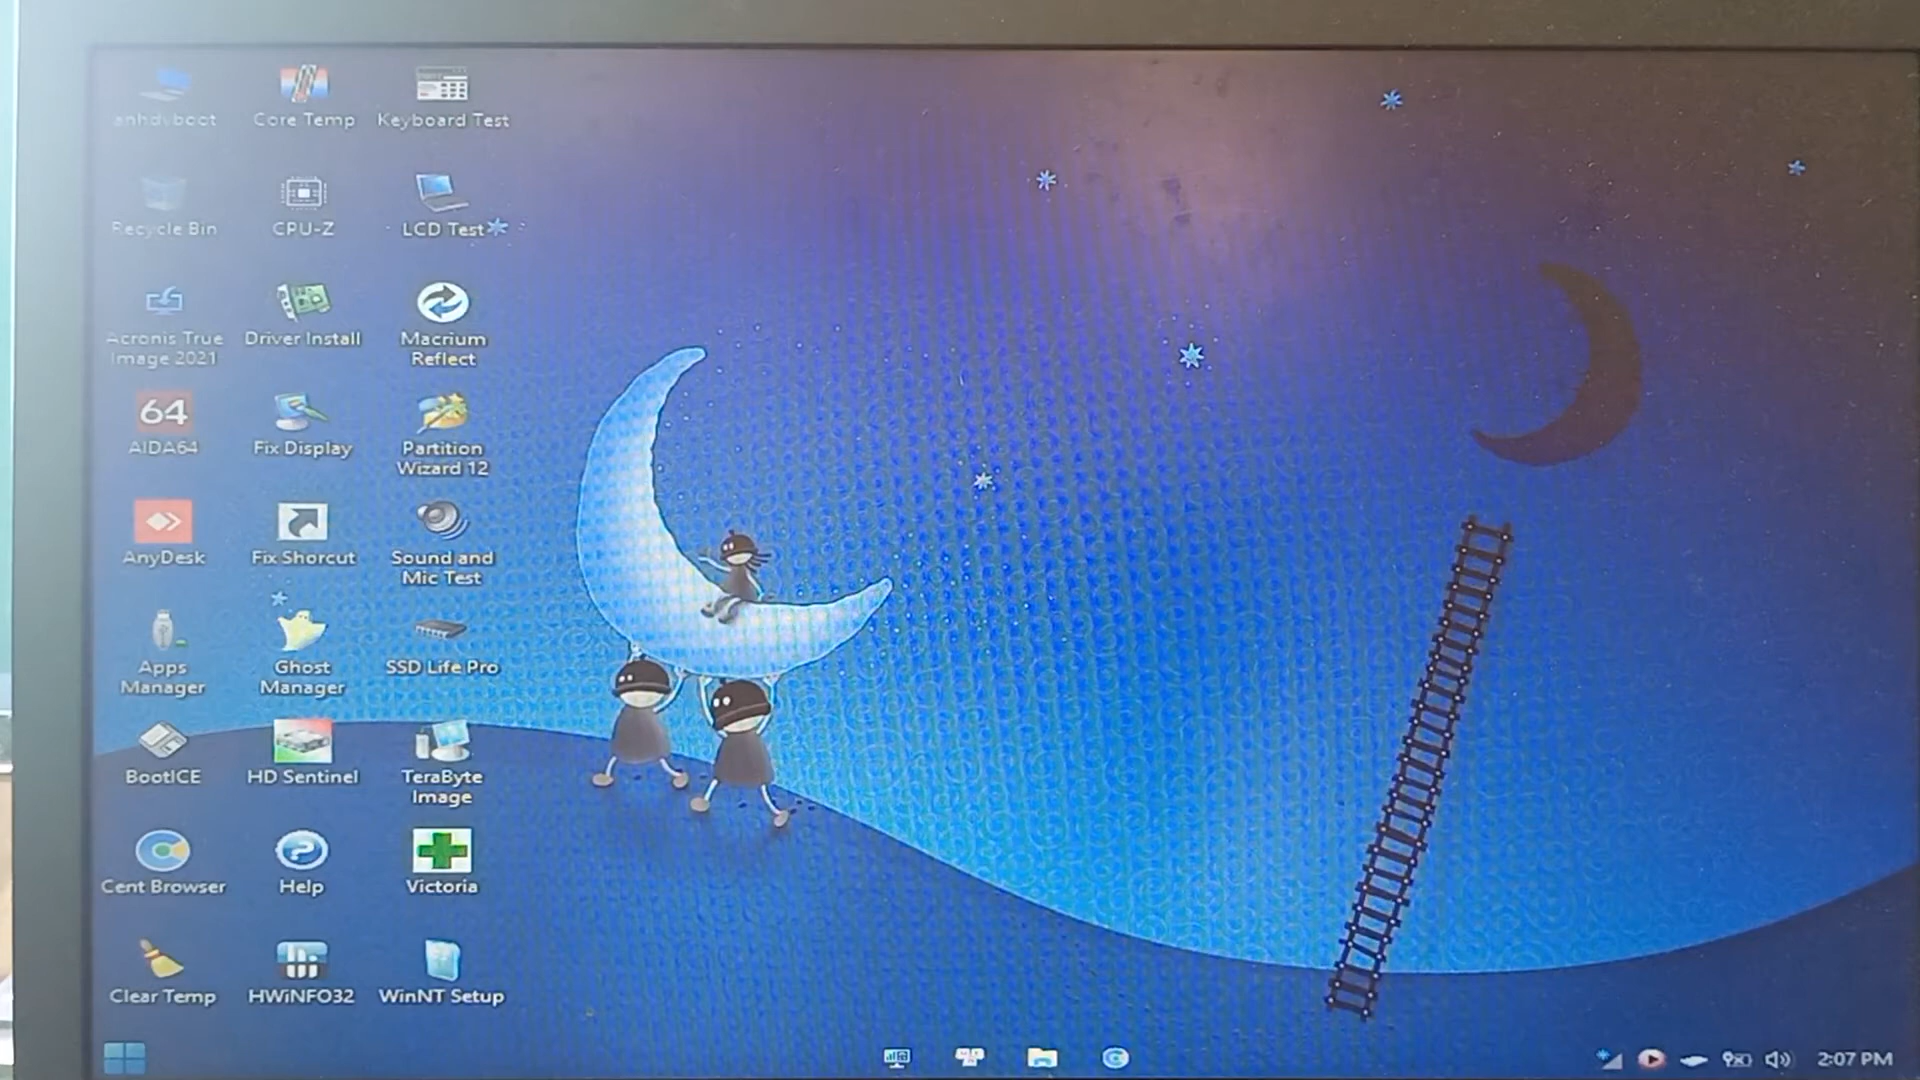 anhdvboot
Core Temp
Keyboard Test
Recycle Bin
CPU-Z
LCD Test
Acronis True
Image 2021
Driver Install
Macrium
Reflect
64
AIDA64
Fix Display
Partition
Wizard 12
AnyDesk
Fix Shorcut
Sound and
Mic Test
Apps
Manager
Ghost
Manager
SSD Life Pro
BootICE
HD Sentinel
TeraByte
Image
Cent Browser
Help
Victoria
Clear Temp
HWiNFO32
WinNT Setup
2:07 PM